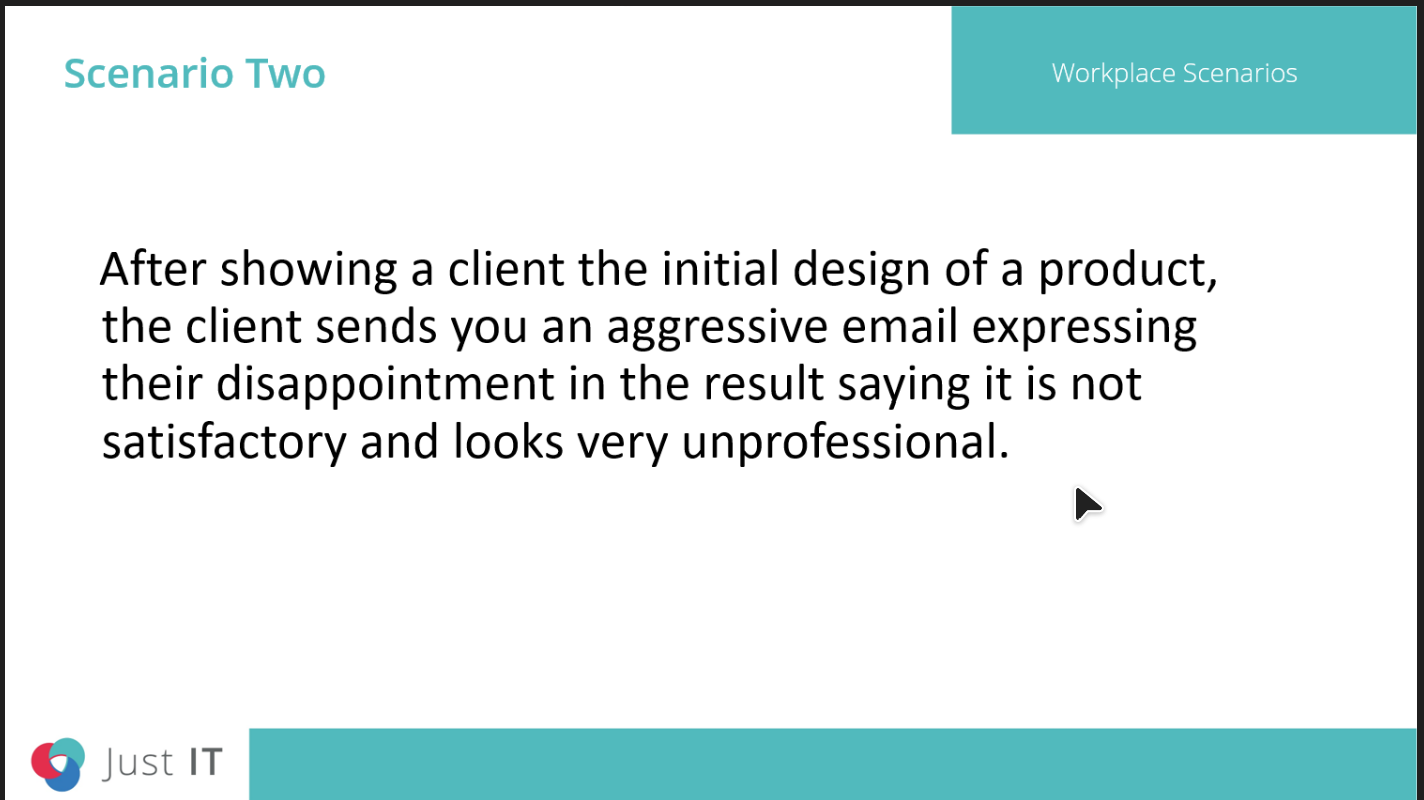 Scenario Two
Workplace Scenarios
After showing a client the initial design of a product,
the client sends you an aggressive email expressing
their disappointment in the result saying it is not
satisfactory and looks very unprofessional.
Just IT